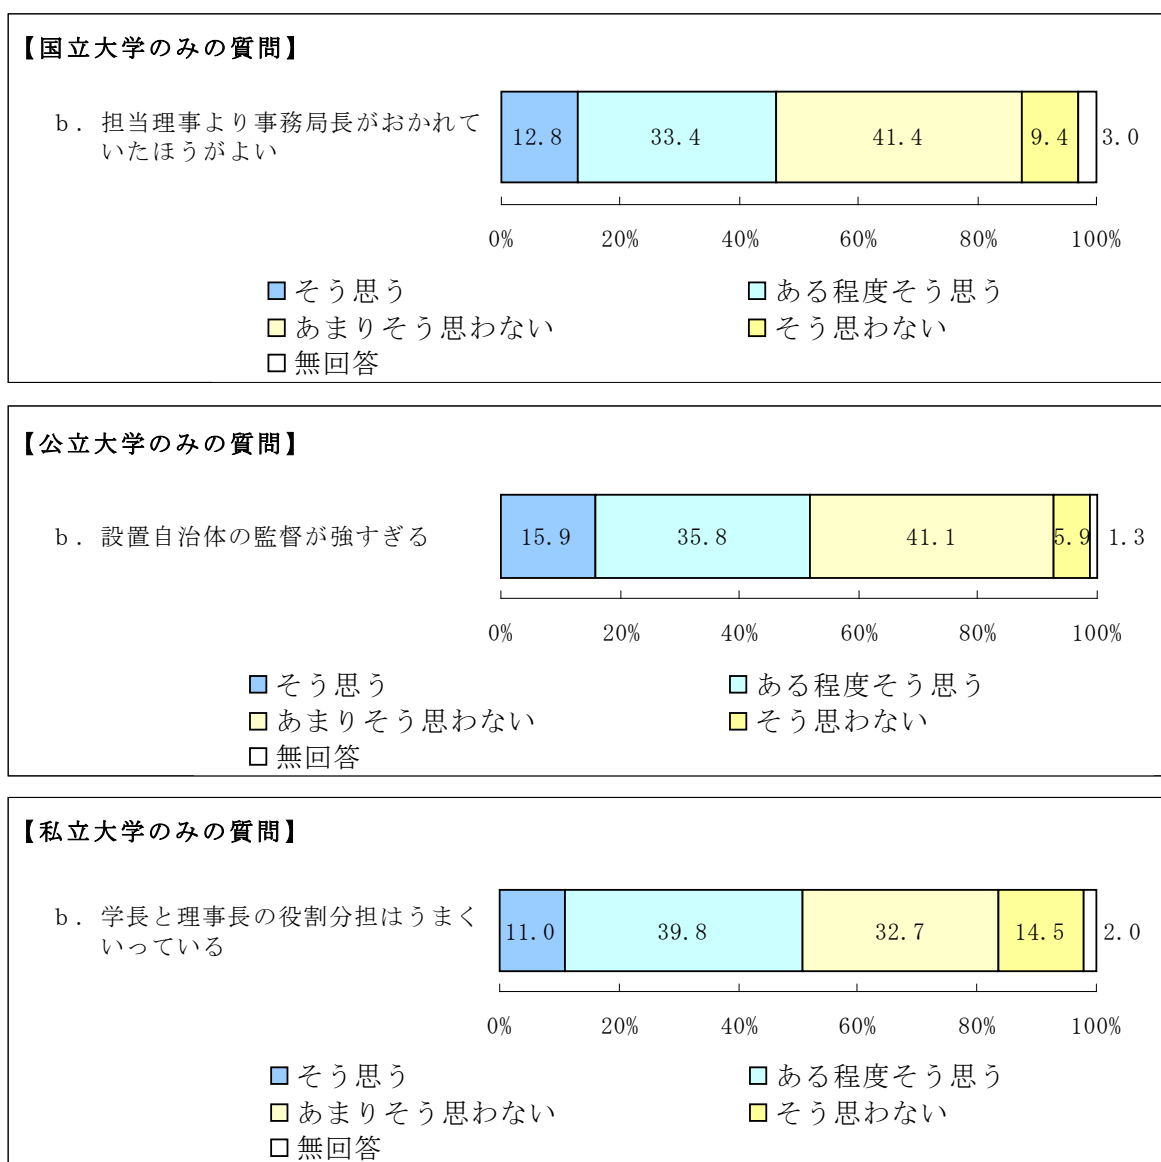 【国立大学のみの質問】
b. 担当理事より事務局長がおかれて
いたほうがよい
12.8 33.4 41.4 9.4 3.0
0% 20% 40% 60% 80% 100%
そう思う ある程度そう思う
あまりそう思わない そう思わない
無回答
【公立大学のみの質問】
b. 設置自治体の監督が強すぎる
15.9 35.8 41.1 5.9 1.3
0% 20% 40% 60% 80% 100%
そう思う ある程度そう思う
あまりそう思わない そう思わない
無回答
【私立大学のみの質問】
b. 学長と理事長の役割分担はうまく
いっている
11.0 39.8 32.7 14.5 2.0
0% 20% 40% 60% 80% 100%
そう思う ある程度そう思う
あまりそう思わない そう思わない
無回答